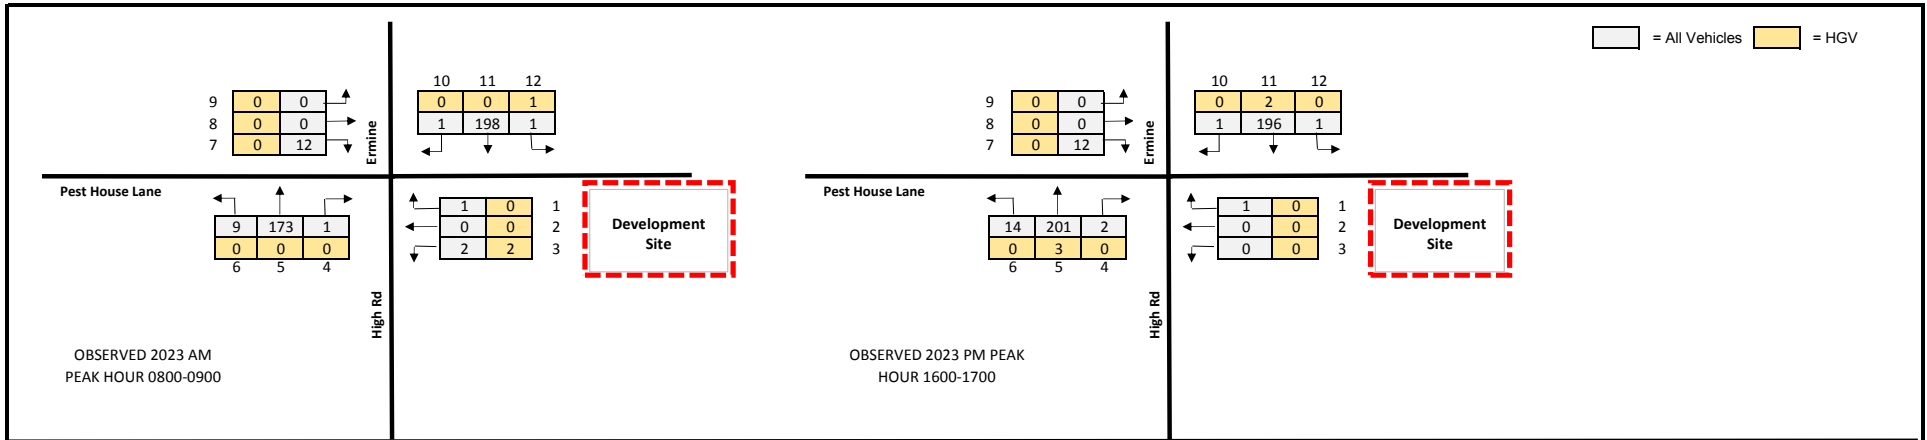 = All Vehicles = HGV
10 11 12
0 0 1
1 198 1
9 0 0
8 0 0
7 0 12
Ermine
Pest House Lane
9 173 1
0 0 0
6 5 4
1 0 1
0 0 2
2 2 3
Development
Site
High Rd
OBSERVED 2023 AM
PEAK HOUR 0800-0900
10 11 12
0 2 0
1 196 1
9 0 0
8 0 0
7 0 12
Ermine
Pest House Lane
14 201 2
0 3 0
6 5 4
1 0 1
0 0 2
0 0 3
Development
Site
High Rd
OBSERVED 2023 PM PEAK
HOUR 1600-1700